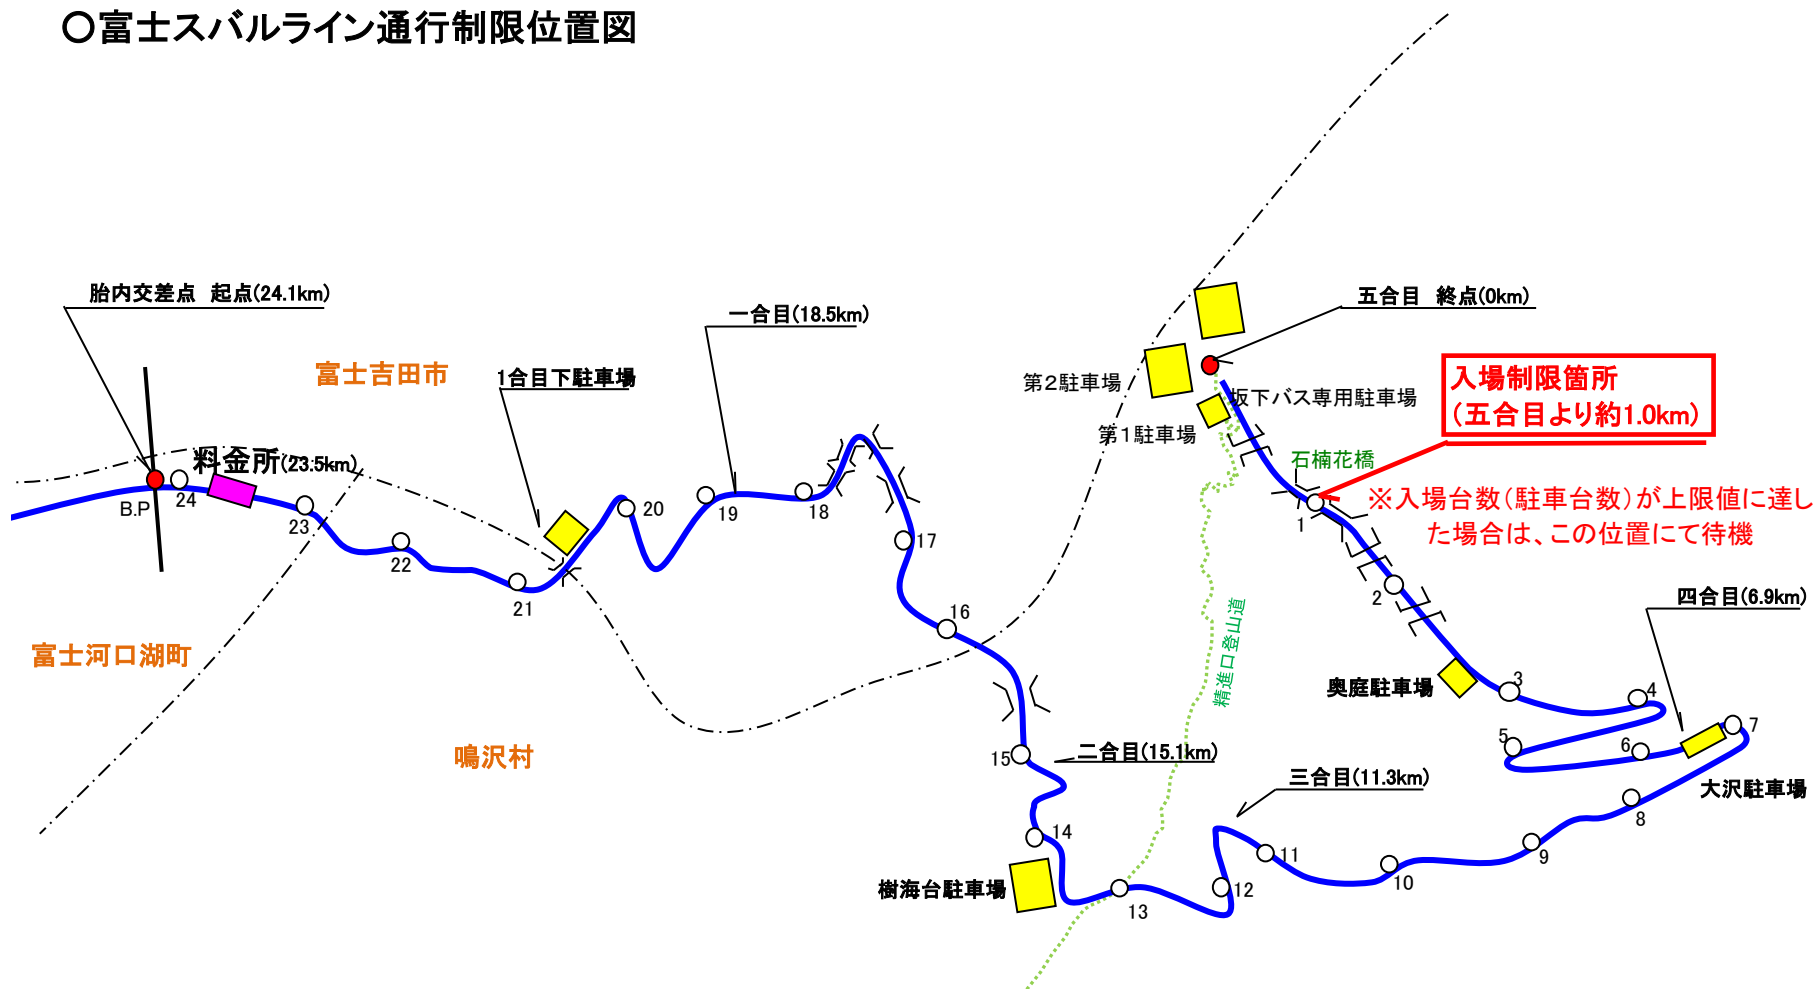 〇富士スバルライン通行制限位置図
胎内交差点 起点(24.1km)
一合目(18.5km)
五合目 終点(0km)
富士吉田市
1合目下駐車場
第2駐車場
坂下バス専用駐車場
第1駐車場
入場制限箇所
(五合目より約1.0km)
石楠花橋
※入場台数(駐車台数)が上限値に達し
た場合は、この位置にて待機
料金所(23.5km)
B.P
24
23
22
21
20
19
18
17
16
15
14
13
12
11
10
9
8
7
6
5
4
3
2
1
四合目(6.9km)
富士河口湖町
精進口登山道
奥庭駐車場
鳴沢村
二合目(15.1km)
三合目(11.3km)
大沢駐車場
樹海台駐車場